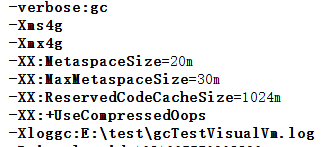 -verbose:gc
-Xms4g
-Xmx4g
-XX:MetaspaceSize=20m
-XX:MaxMetaspaceSize=30m
-XX:ReservedCodeCacheSize=1024m
-XX:+UseCompressedOops
-Xloggc:E:\test\gcTestVisualVm.log